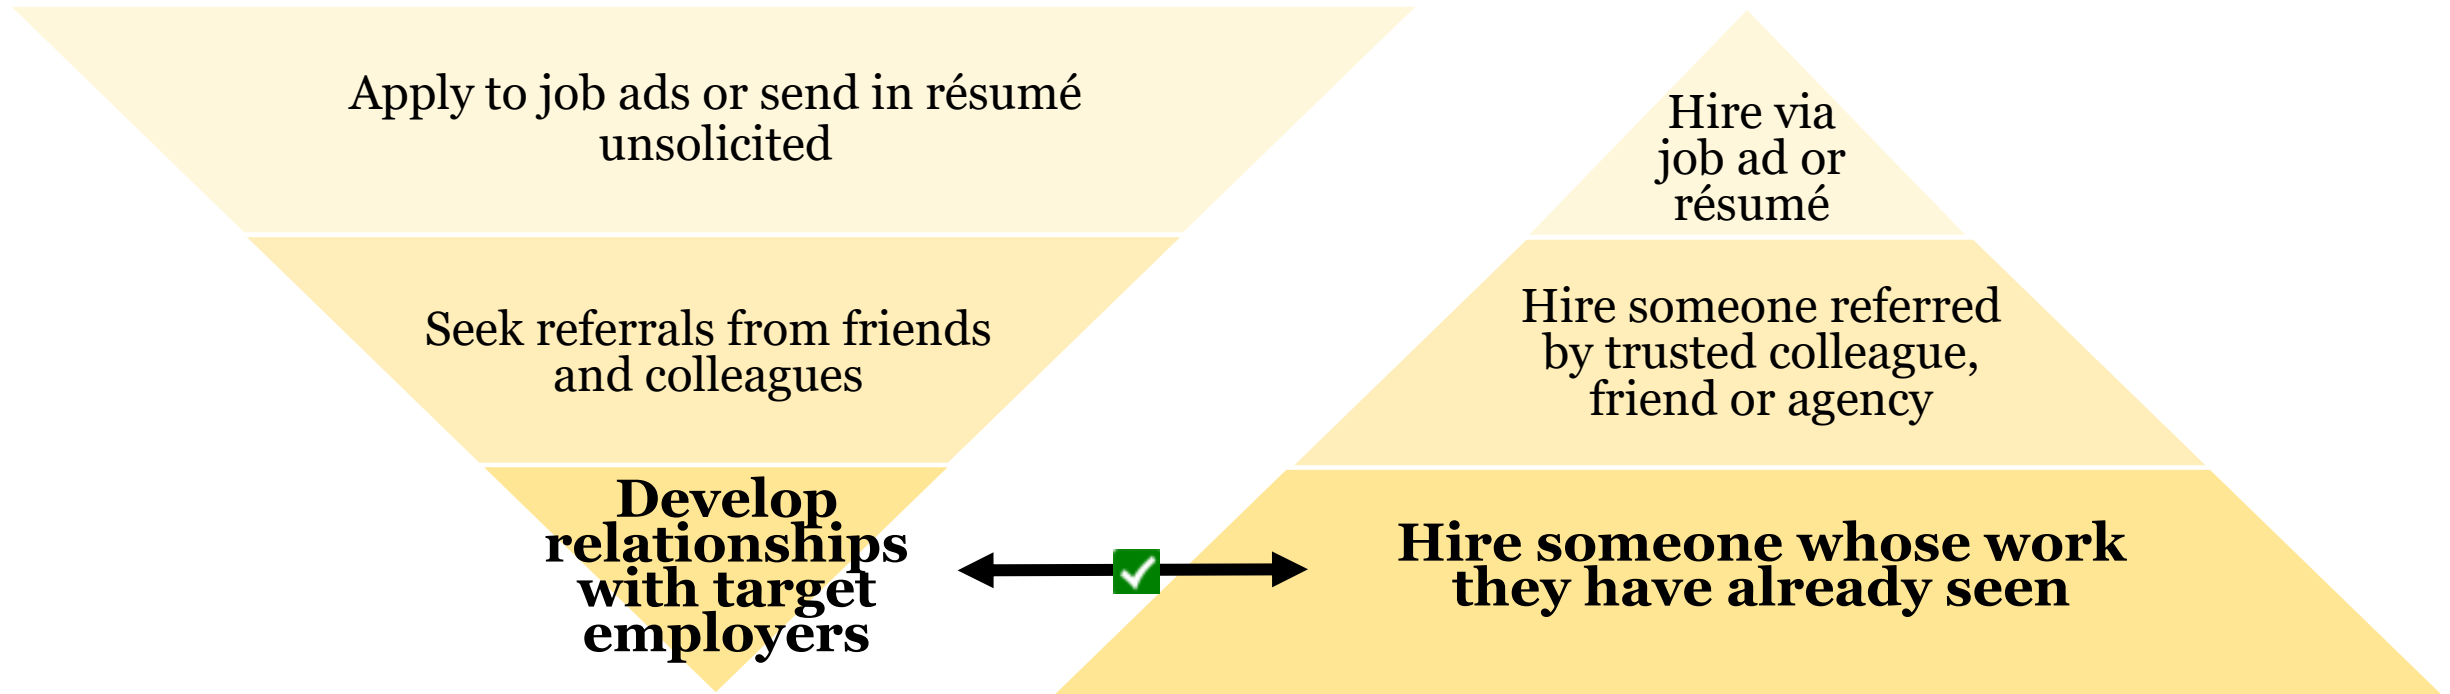 Apply to job ads or send in résumé
unsolicited
Seek referrals from friends
and colleagues
Develop
relationships
with target
employers
Hire via
job ad or
résumé
Hire someone referred
by trusted colleague,
friend or agency
Hire someone whose work
they have already seen